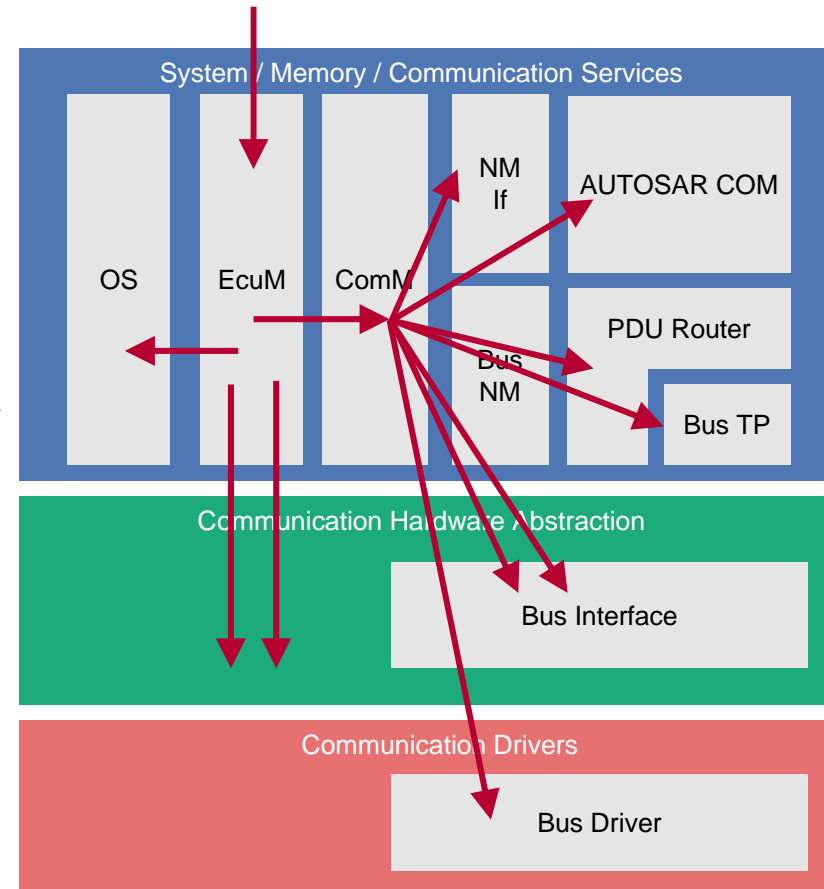 System / Memory / Communication Services
OS
EcuM
ComM
NM
If
AUTOSAR COM
Bus
NM
PDU Router
Bus TP
Communication Hardware Abstraction
Bus Interface
Communication Drivers
Bus Driver